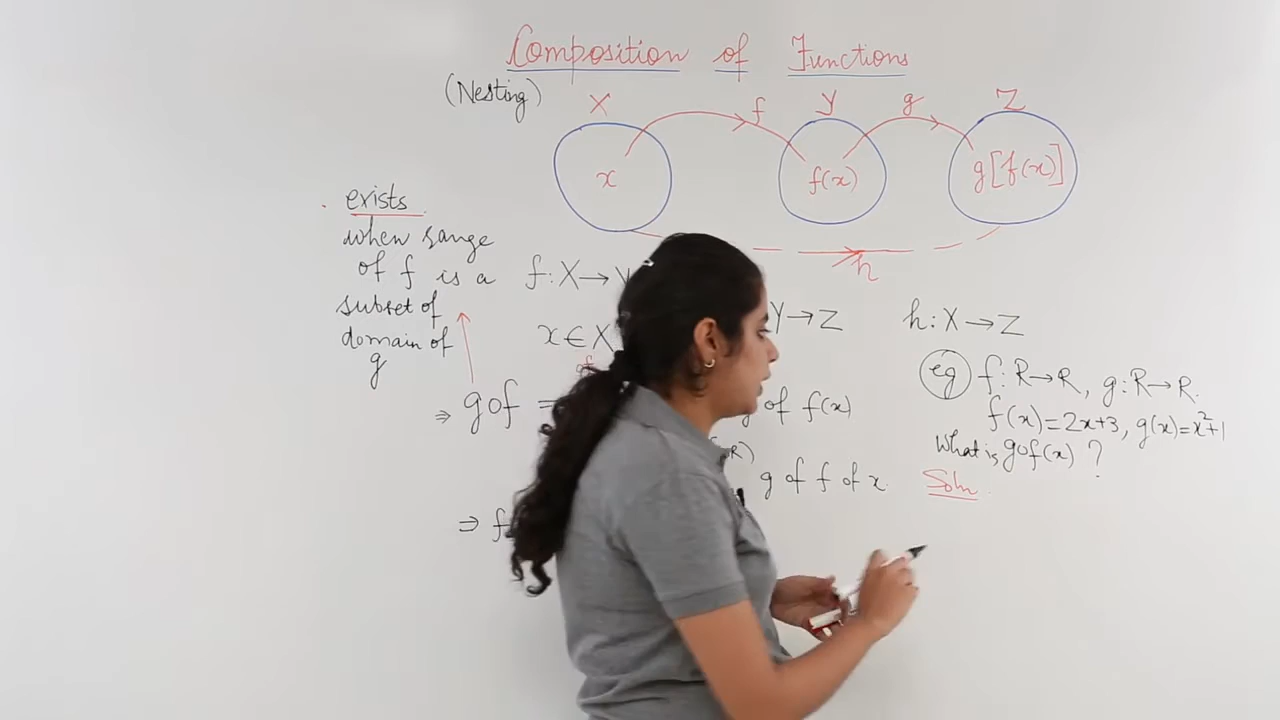 Composition of Functions
(Nesting)
X f y g Z
x f(x) g[f(x)]
h
exists
when range
of f is a
subset of
domain of
g
f: X→Y
Y→Z
h: X→Z
x ∈ X
⇒ gof =
g of f(x)
g of f of x
⇒ f
eg f: R→R, g: R→R.
f(x)=2x+3, g(x)=x²+1
What is gof(x) ?
Soln.